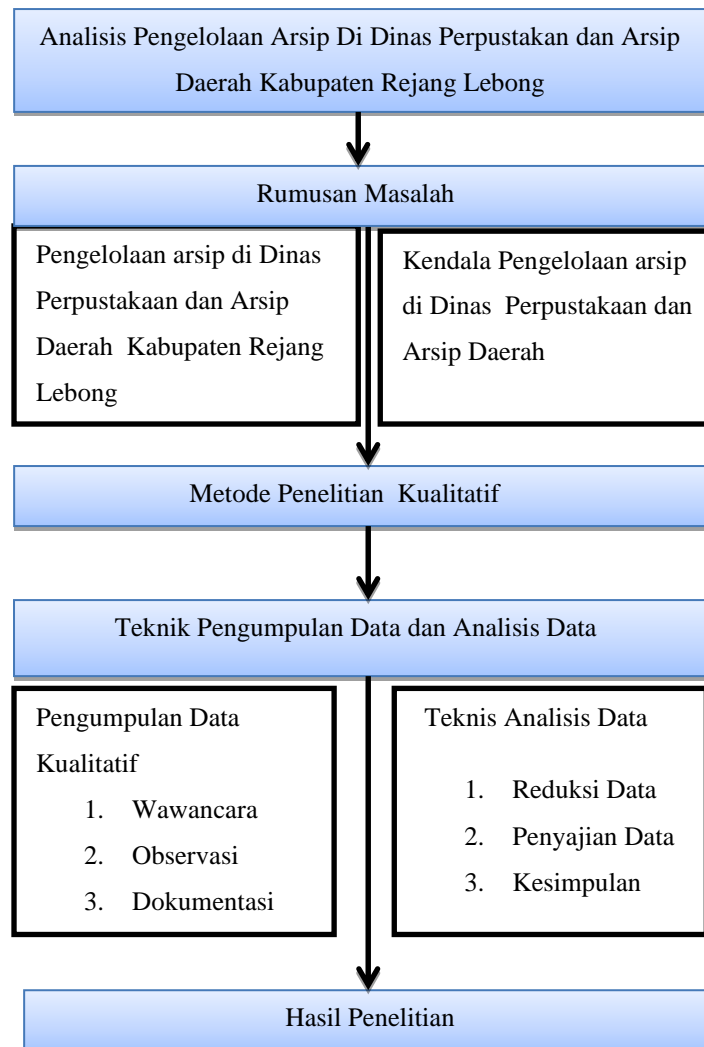 Analisis Pengelolaan Arsip Di Dinas Perpustakan dan Arsip
Daerah Kabupaten Rejang Lebong
Rumusan Masalah
Pengelolaan arsip di Dinas
Perpustakaan dan Arsip
Daerah Kabupaten Rejang
Lebong
Kendala Pengelolaan arsip
di Dinas Perpustakaan dan
Arsip Daerah
Metode Penelitian Kualitatif
Teknik Pengumpulan Data dan Analisis Data
Pengumpulan Data
Kualitatif
1. Wawancara
2. Observasi
3. Dokumentasi
Teknis Analisis Data
1. Reduksi Data
2. Penyajian Data
3. Kesimpulan
Hasil Penelitian